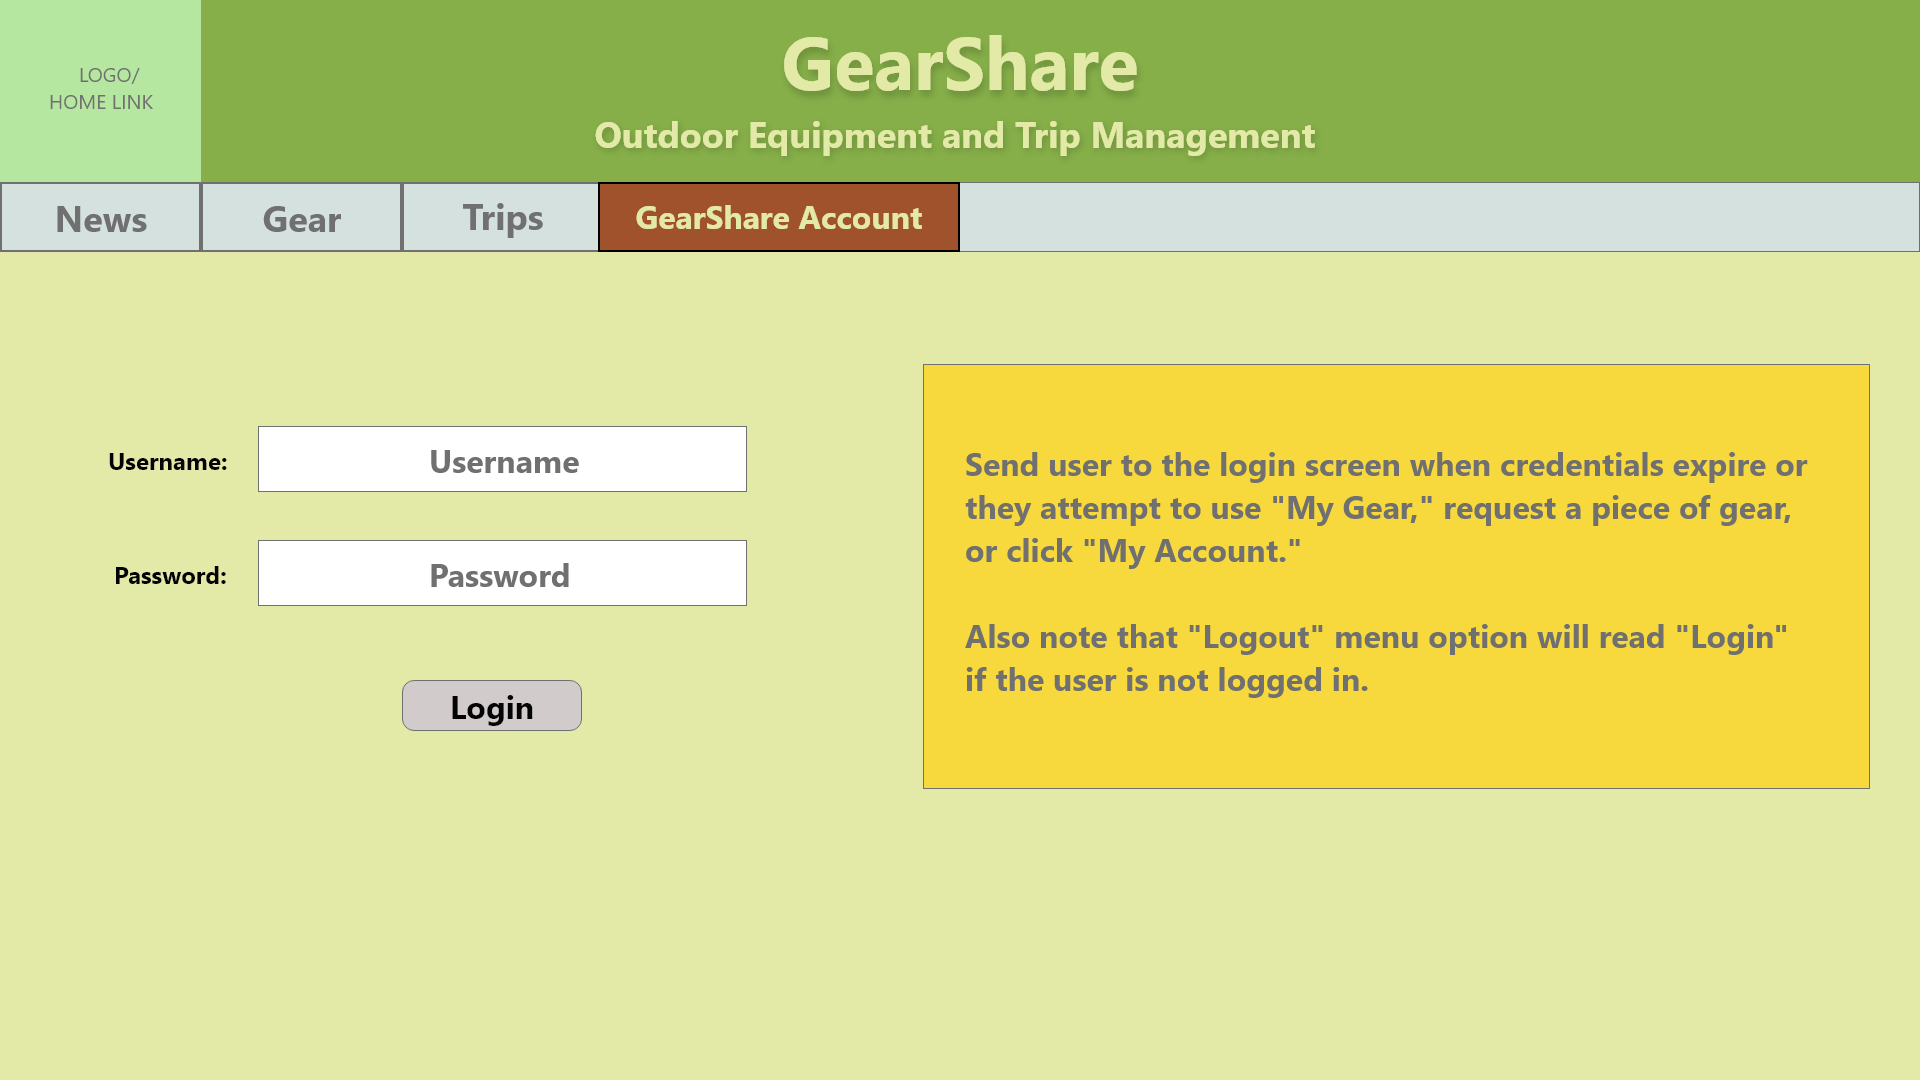 LOGO/
HOME LINK
GearShare
Outdoor Equipment and Trip Management
News
Gear
Trips
GearShare Account
Username:
Username
Password:
Password
Login
Send user to the login screen when credentials expire or
they attempt to use "My Gear," request a piece of gear,
or click "My Account."
Also note that "Logout" menu option will read "Login"
if the user is not logged in.